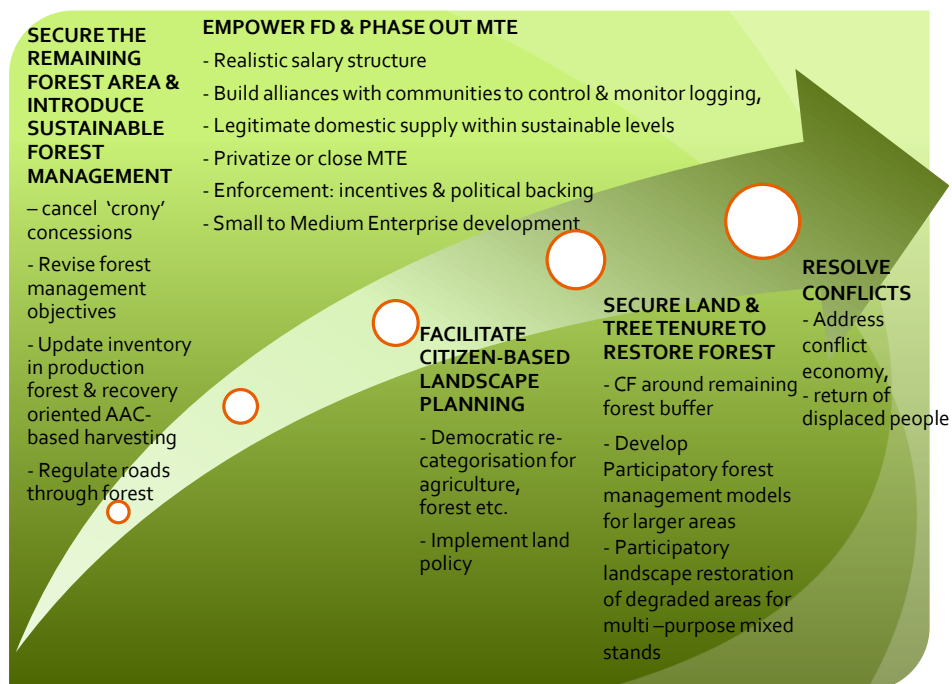 SECURE THE
REMAINING
FOREST AREA &
INTRODUCE
SUSTAINABLE
FOREST
MANAGEMENT
– cancel ‘crony’
concessions
- Revise forest
management
objectives
- Update inventory
in production
forest & recovery
oriented AAC-
based harvesting
- Regulate roads
through forest
EMPOWER FD & PHASE OUT MTE
- Realistic salary structure
- Build alliances with communities to control & monitor logging,
- Legitimate domestic supply within sustainable levels
- Privatize or close MTE
- Enforcement: incentives & political backing
- Small to Medium Enterprise development
FACILITATE
CITIZEN-BASED
LANDSCAPE
PLANNING
- Democratic re-
categorisation for
agriculture,
forest etc.
- Implement land
policy
SECURE LAND &
TREE TENURE TO
RESTORE FOREST
- CF around remaining
forest buffer
- Develop
Participatory forest
management models
for larger areas
- Participatory
landscape restoration
of degraded areas for
multi –purpose mixed
stands
RESOLVE
CONFLICTS
- Address
conflict
economy,
- return of
displaced people